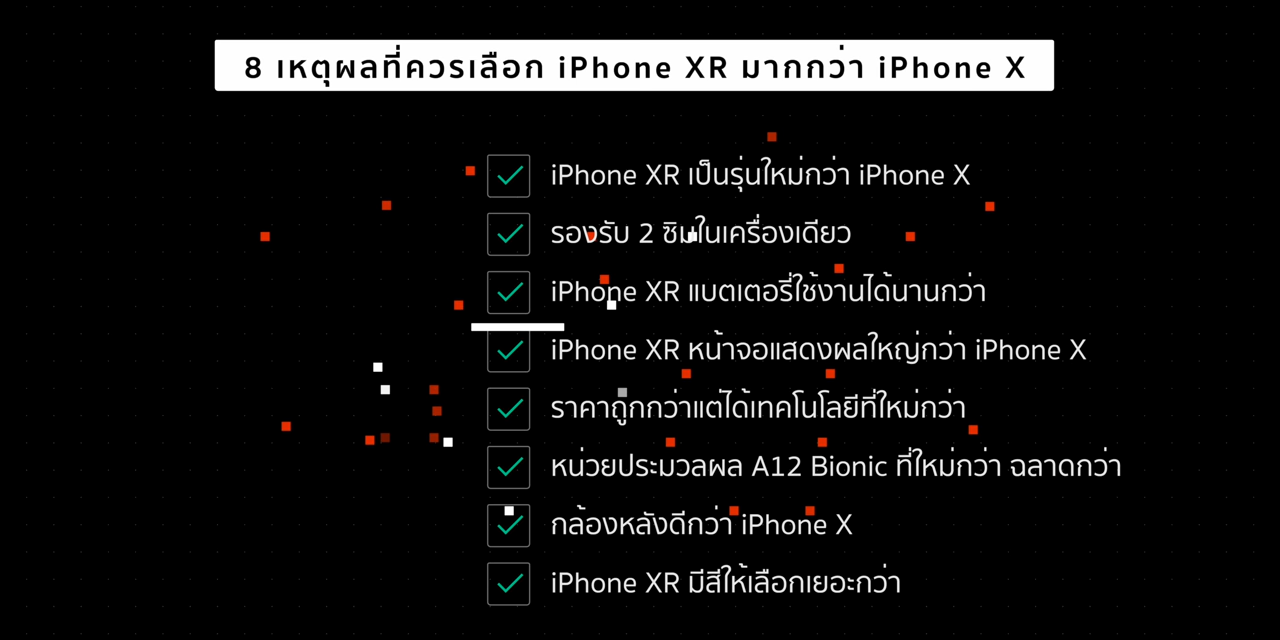 8 เหตุผลที่ควรเลือก iPhone XR มากกว่า iPhone X
iPhone XR เป็นรุ่นใหม่กว่า iPhone X
รองรับ 2 ซิมในเครื่องเดียว
iPhone XR แบตเตอรี่ใช้งานได้นานกว่า
iPhone XR หน้าจอแสดงผลใหญ่กว่า iPhone X
ราคาถูกกว่าแต่ได้เทคโนโลยีที่ใหม่กว่า
หน่วยประมวลผล A12 Bionic ที่ใหม่กว่า ฉลาดกว่า
กล้องหลังดีกว่า iPhone X
iPhone XR มีสีให้เลือกเยอะกว่า